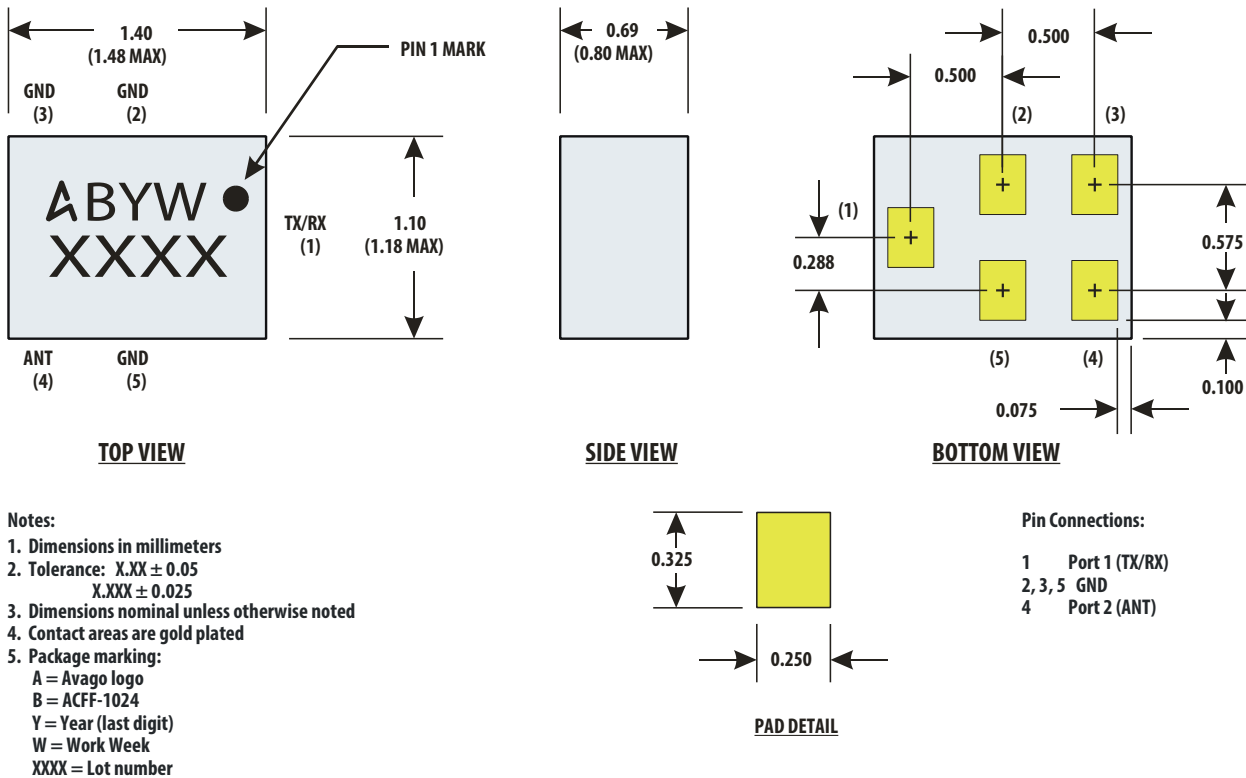 1.40
(1.48 MAX)
PIN 1 MARK
GND
(3)
GND
(2)
ABYW
XXXX
TX/RX
(1)
1.10
(1.18 MAX)
ANT
(4)
GND
(5)
TOP VIEW
0.69
(0.80 MAX)
SIDE VIEW
0.500
0.500
(2)
(3)
(1)
0.288
0.575
(5)
(4)
0.100
0.075
BOTTOM VIEW
Notes:
1. Dimensions in millimeters
2. Tolerance: X.XX ± 0.05
X.XXX ± 0.025
3. Dimensions nominal unless otherwise noted
4. Contact areas are gold plated
5. Package marking:
A = Avago logo
B = ACFF-1024
Y = Year (last digit)
W = Work Week
XXXX = Lot number
0.325
0.250
PAD DETAIL
Pin Connections:
1 Port 1 (TX/RX)
2, 3, 5 GND
4 Port 2 (ANT)